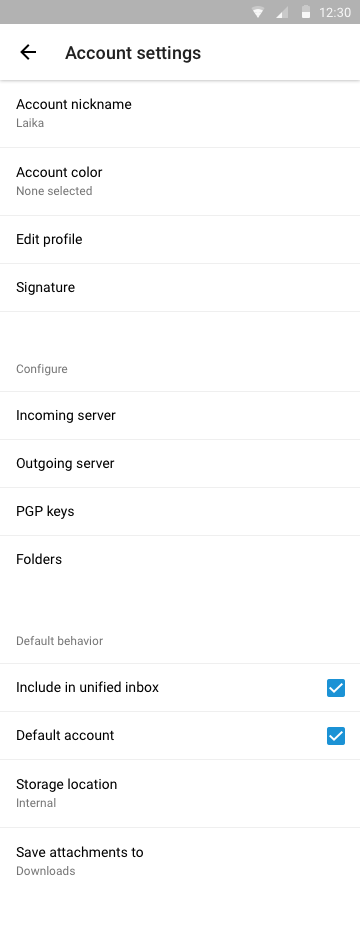 12:30
Account settings
Account nickname
Laika
Account color
None selected
Edit profile
Signature
Configure
Incoming server
Outgoing server
PGP keys
Folders
Default behavior
Include in unified inbox
Default account
Storage location
Internal
Save attachments to
Downloads